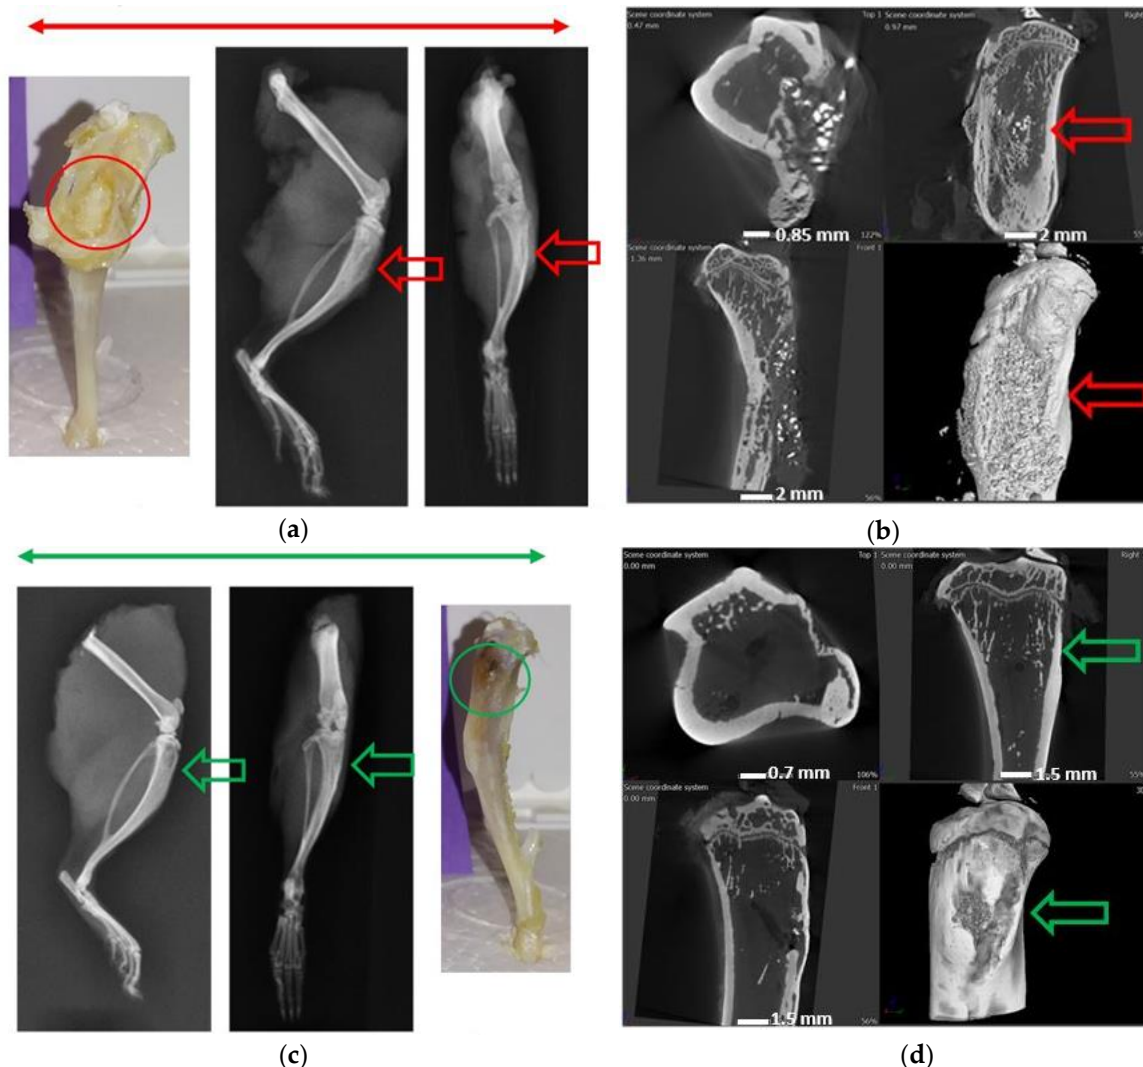 Scene coordinate system Top 1
0.47 mm
122%
0.85 mm
Scene coordinate system Right
0.97 mm
55%
2 mm
Scene coordinate system Front 1
1.36 mm
56%
2 mm
(a)
(b)
Scene coordinate system Top 1
0.00 mm
106%
0.7 mm
Scene coordinate system Right
0.00 mm
55%
1.5 mm
Scene coordinate system Front 1
0.00 mm
56%
1.5 mm
(c)
(d)